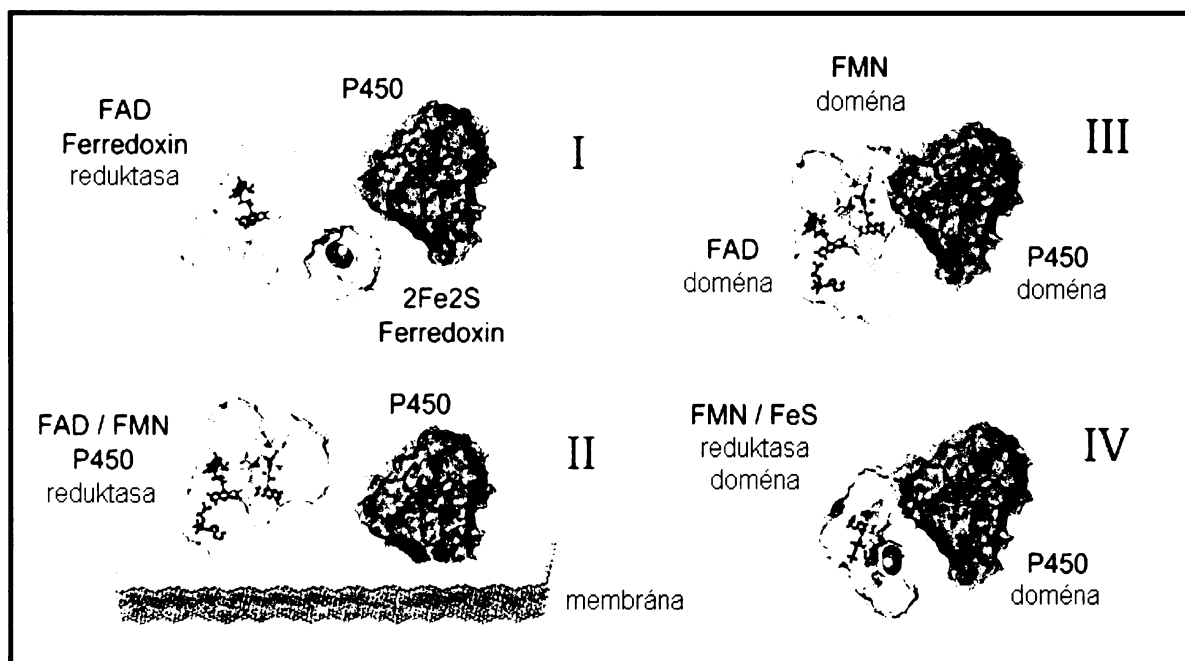 FAD
Ferredoxin
reduktasa
P450
I
2Fe2S
Ferredoxin
FAD / FMN
P450
reduktasa
P450
II
membrána
FMN
doména
III
FAD
doména
P450
doména
FMN / FeS
reduktasa
doména
IV
P450
doména